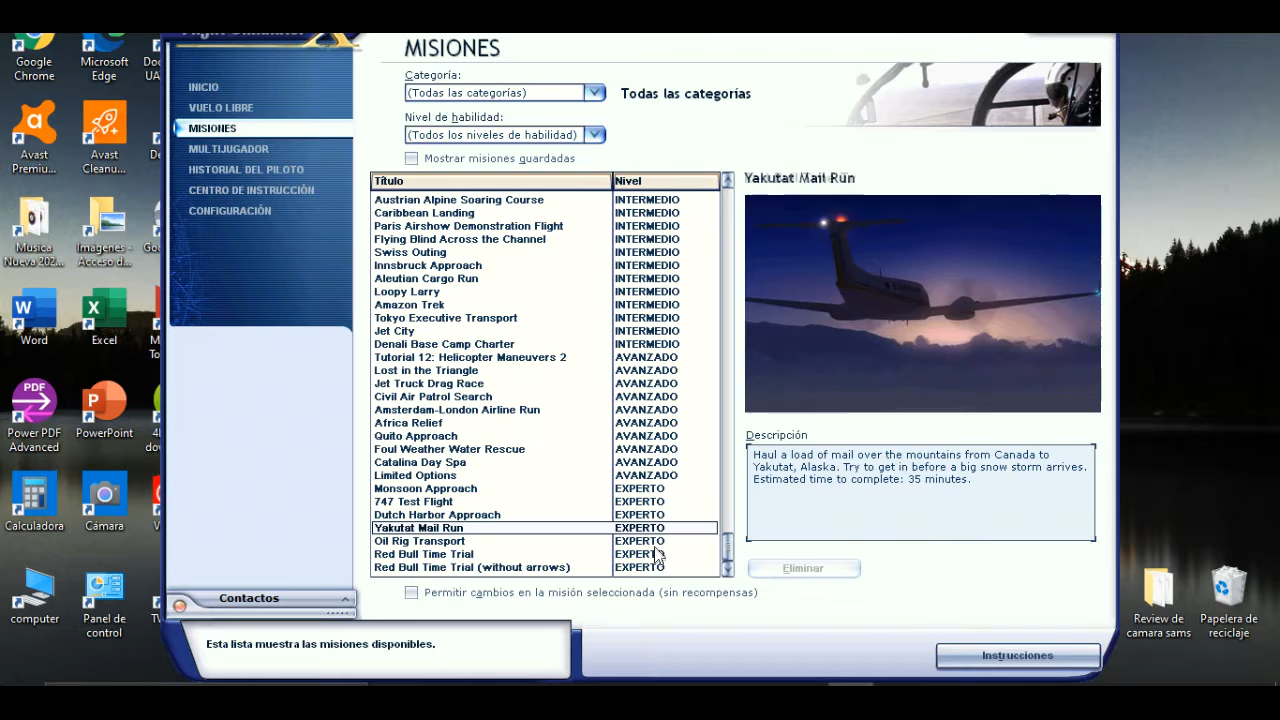 Google
Chrome
Microsoft
Edge
Avast
Premiu...
Avast
Cleanu...
Musica
Nueva 202...
Imagenes -
Acceso d...
Word
Excel
PDF
Power PDF
Advanced
PowerPoint
Calculadora
Cámara
computer
Panel de
control
INICIO
VUELO LIBRE
MISIONES
MULTIJUGADOR
HISTORIAL DEL PILOTO
CENTRO DE INSTRUCCIÓN
CONFIGURACIÓN
Contactos
Esta lista muestra las misiones disponibles.
MISIONES
Categoría:
(Todas las categorías)
Todas las categorías
Nivel de habilidad:
(Todos los niveles de habilidad)
Mostrar misiones guardadas
Título Nivel
Austrian Alpine Soaring Course INTERMEDIO
Caribbean Landing INTERMEDIO
Paris Airshow Demonstration Flight INTERMEDIO
Flying Blind Across the Channel INTERMEDIO
Swiss Outing INTERMEDIO
Innsbruck Approach INTERMEDIO
Aleutian Cargo Run INTERMEDIO
Loopy Larry INTERMEDIO
Amazon Trek INTERMEDIO
Tokyo Executive Transport INTERMEDIO
Jet City INTERMEDIO
Denali Base Camp Charter INTERMEDIO
Tutorial 12: Helicopter Maneuvers 2 AVANZADO
Lost in the Triangle AVANZADO
Jet Truck Drag Race AVANZADO
Civil Air Patrol Search AVANZADO
Amsterdam-London Airline Run AVANZADO
Africa Relief AVANZADO
Quito Approach AVANZADO
Foul Weather Water Rescue AVANZADO
Catalina Day Spa AVANZADO
Limited Options AVANZADO
Monsoon Approach EXPERTO
747 Test Flight EXPERTO
Dutch Harbor Approach EXPERTO
Yakutat Mail Run EXPERTO
Oil Rig Transport EXPERTO
Red Bull Time Trial EXPERTO
Red Bull Time Trial (without arrows) EXPERTO
Permitir cambios en la misión seleccionada (sin recompensas)
Yakutat Mail Run
Descripción
Haul a load of mail over the mountains from Canada to
Yakutat, Alaska. Try to get in before a big snow storm arrives.
Estimated time to complete: 35 minutes.
Eliminar
Instrucciones
Review de
camara sams
Papelera de
reciclaje